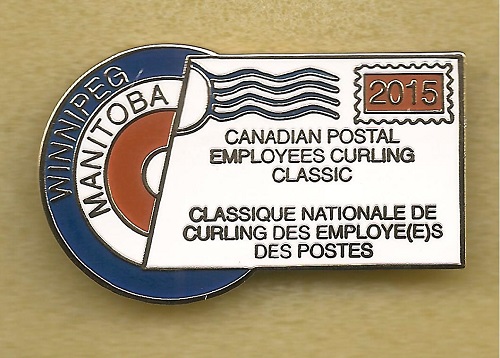 WINNIPEG
MANITOBA
2015
CANADIAN POSTAL
EMPLOYEES CURLING
CLASSIC
CLASSIQUE NATIONALE DE
CURLING DES EMPLOYE(E)S
DES POSTES